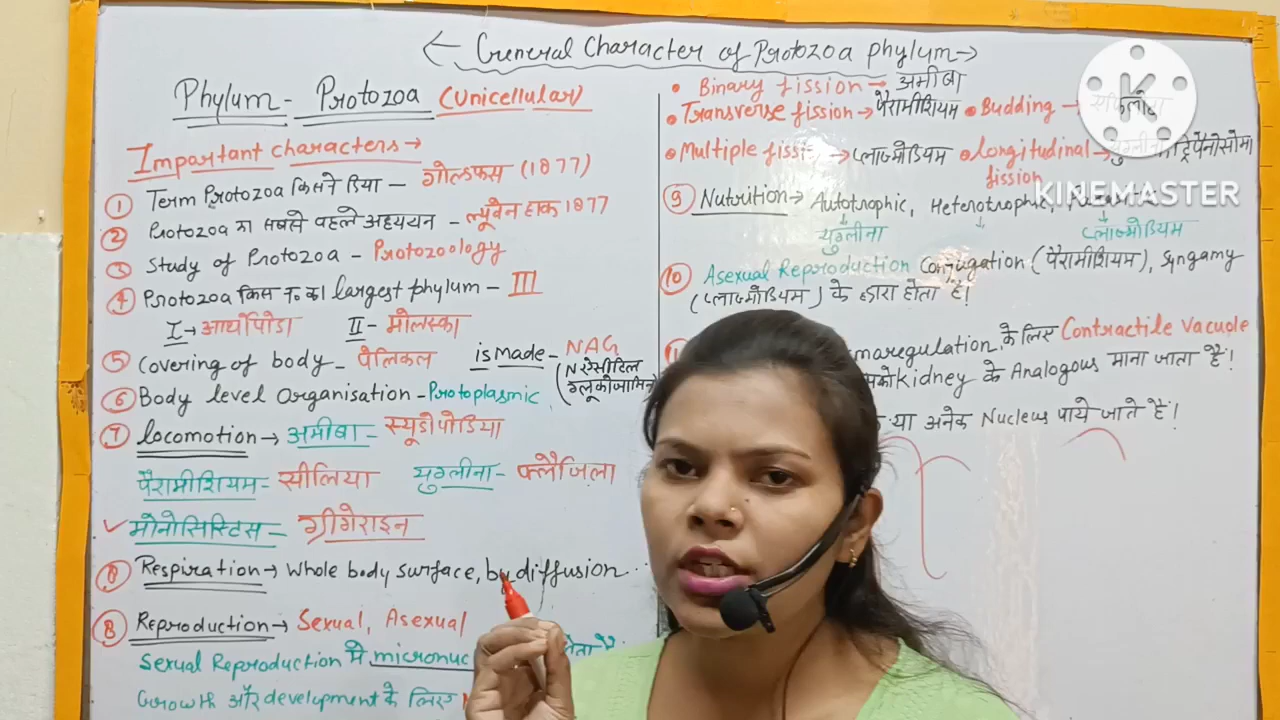 <- General Character of Protozoa phylum ->
Phylum - Protozoa (Unicellular)
Important characters →
① Term Protozoa किसने दिया - गोल्डफस (1877)
② Protozoa का सबसे पहले अध्ययन - ल्यूवेन हाक 1877
③ Study of Protozoa - Protozoology
④ Protozoa किस न० का largest phylum - III
I → आर्थोपोडा II - मोलस्का
⑤ Covering of body - पेलिकल is made - NAG
(N ऐसीटिल
ग्लूकोजामिन)
⑥ Body level Organisation - Protoplasmic
⑦ locomotion → अमीबा - स्यूडोपोडिया
पैरामीशियम - सीलिया युग्लीना - फ्लैजिला
✓ मोनोसिस्टिस - ग्रीगेराइन
Respiration → Whole body surface, by diffusion...
⑧ Reproduction → Sexual, Asexual
Sexual Reproduction में होता है
Growth और development के लिए
• Binary fission → अमीबा
• Transverse fission → पैरामीशियम • Budding →
• Multiple → प्लाज्मोडियम • longitudinal → ट्रिपैनोसोमा
fission
⑨ Nutrition → Autotrophic, Heterotrophic,
युग्लीना प्लाज्मोडियम
⑩ Asexual Reproduction Conjugation (पैरामीशियम), Syngamy
(प्लाज्मोडियम) के द्वारा होता है।
के लिए Contractile Vacuole
Kidney के Analogous माना जाता है!
या अनेक Nucleus पाये जाते हैं!
K
KINEMASTER